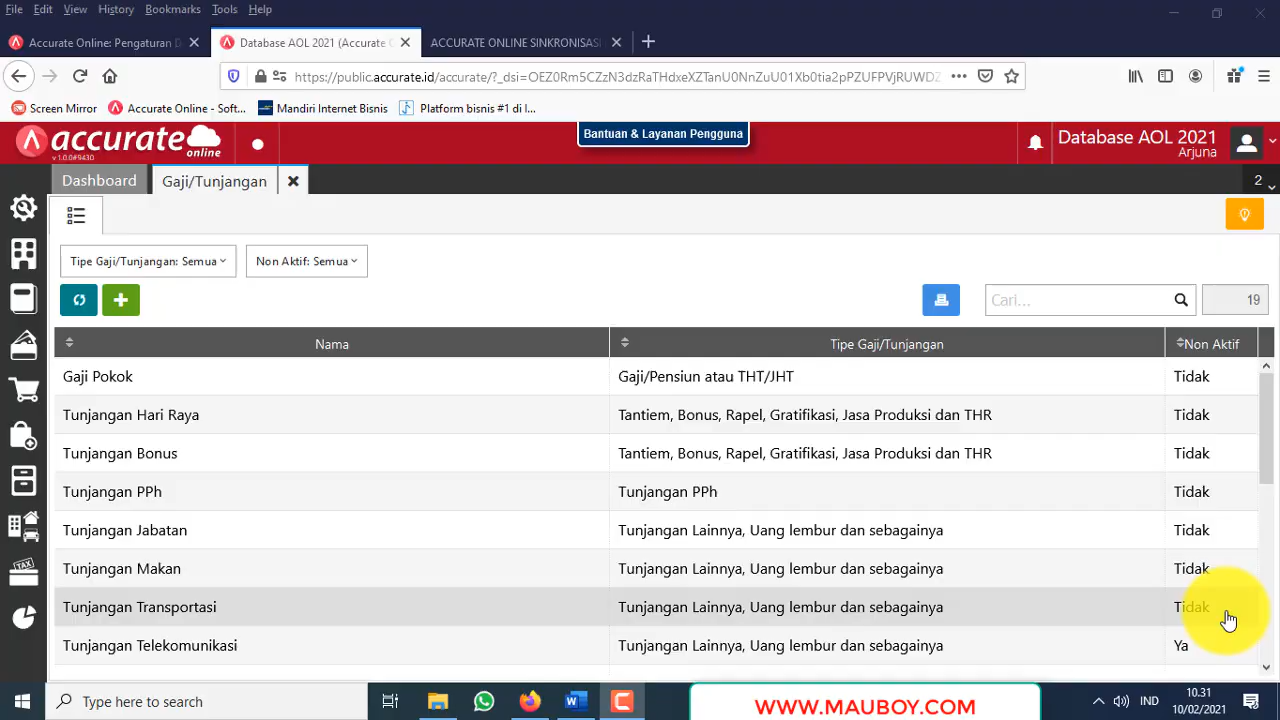 File Edit View History Bookmarks Tools Help
Accurate Online: Pengaturan D
Database AOL 2021 (Accurate O
ACCURATE ONLINE SINKRONISASI
https://public.accurate.id/accurate/?_dsi=OEZ0Rm5CZzN3dzRaTHdxeXZTanU0NnZuU01Xb0tia2pPZUFPVjRUWDZ
Screen Mirror Accurate Online - Soft... Mandiri Internet Bisnis Platform bisnis #1 di I...
accurate online
v 1.0.0#9430
Bantuan & Layanan Pengguna
Database AOL 2021
Arjuna
Dashboard Gaji/Tunjangan 2
Tipe Gaji/Tunjangan: Semua Non Aktif: Semua
Cari... 19
Nama Tipe Gaji/Tunjangan Non Aktif
Gaji Pokok Gaji/Pensiun atau THT/JHT Tidak
Tunjangan Hari Raya Tantiem, Bonus, Rapel, Gratifikasi, Jasa Produksi dan THR Tidak
Tunjangan Bonus Tantiem, Bonus, Rapel, Gratifikasi, Jasa Produksi dan THR Tidak
Tunjangan PPh Tunjangan PPh Tidak
Tunjangan Jabatan Tunjangan Lainnya, Uang lembur dan sebagainya Tidak
Tunjangan Makan Tunjangan Lainnya, Uang lembur dan sebagainya Tidak
Tunjangan Transportasi Tunjangan Lainnya, Uang lembur dan sebagainya Tidak
Tunjangan Telekomunikasi Tunjangan Lainnya, Uang lembur dan sebagainya Ya
TAX
Type here to search
WWW.MAUBOY.COM
IND
10.31
10/02/2021